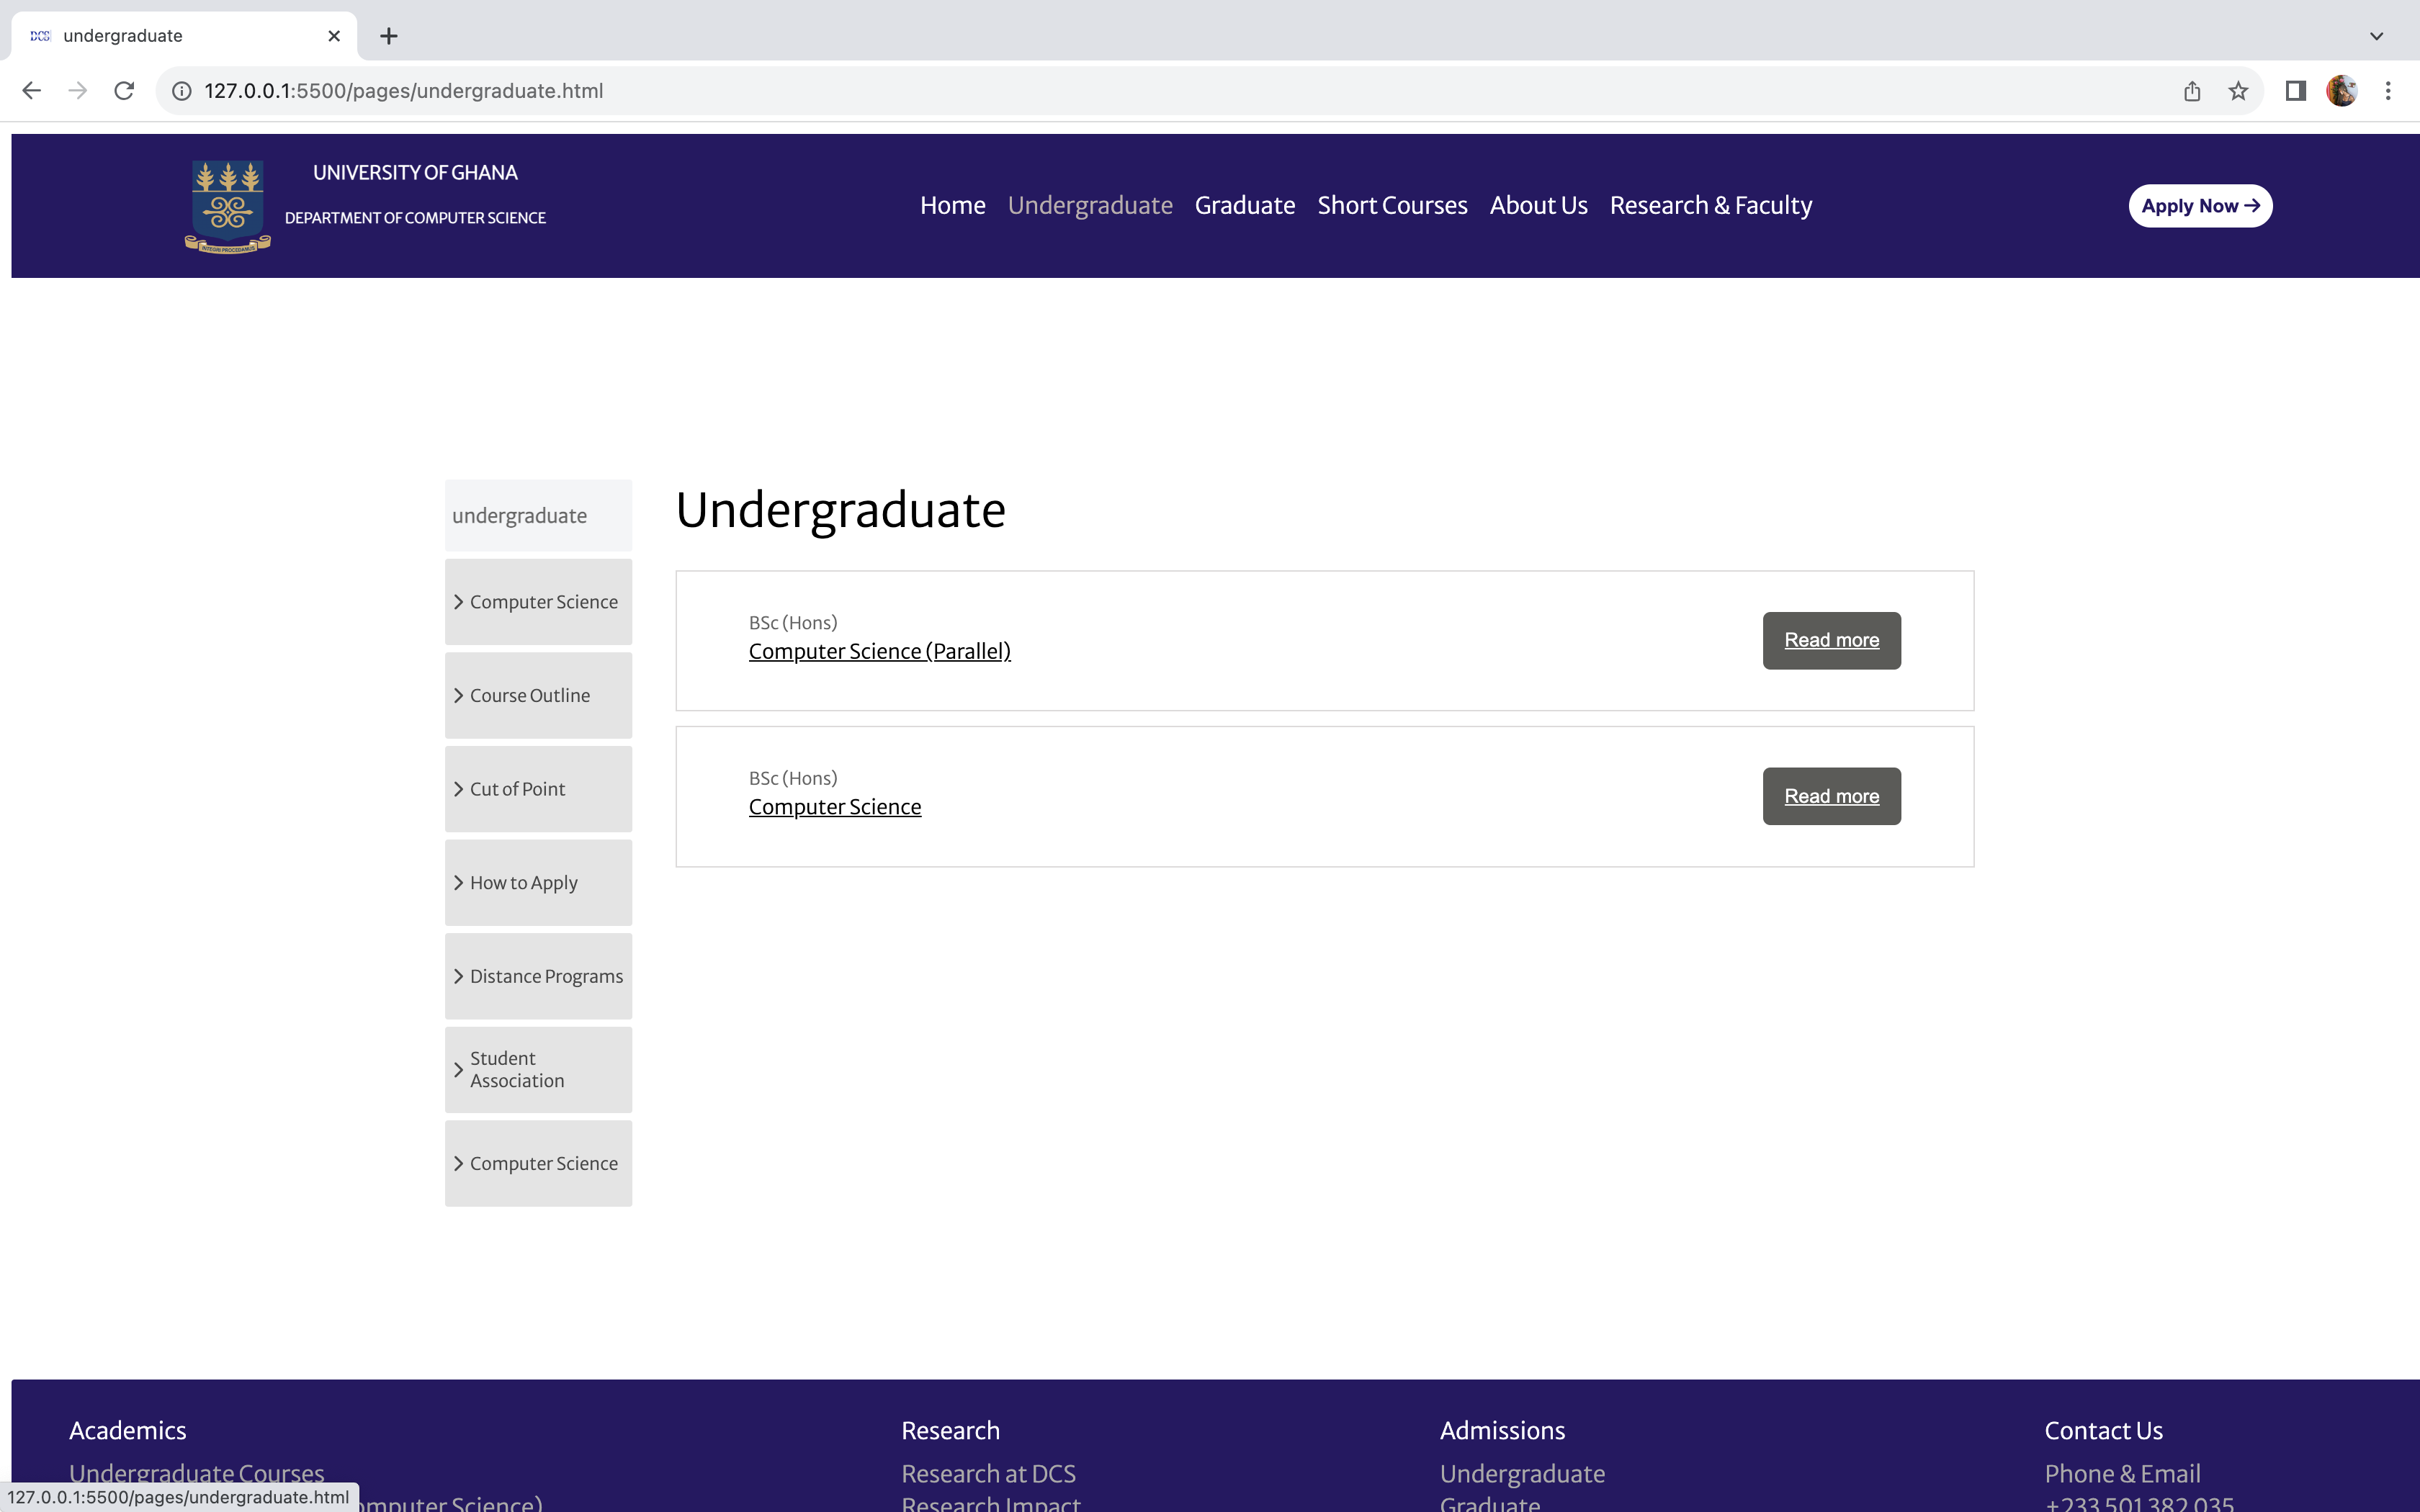 DCS undergraduate
127.0.0.1:5500/pages/undergraduate.html
UNIVERSITY OF GHANA
DEPARTMENT OF COMPUTER SCIENCE
INTEGRI PROCEDAMUS
Home Undergraduate Graduate Short Courses About Us Research & Faculty
Apply Now →
undergraduate
Computer Science
Course Outline
Cut of Point
How to Apply
Distance Programs
Student
Association
Computer Science
Undergraduate
BSc (Hons)
Computer Science (Parallel)
Read more
BSc (Hons)
Computer Science
Read more
Academics
Undergraduate Courses
omputer Science)
Research
Research at DCS
Research Impact
Admissions
Undergraduate
Graduate
Contact Us
Phone & Email
+233 501 382 035
127.0.0.1:5500/pages/undergraduate.html